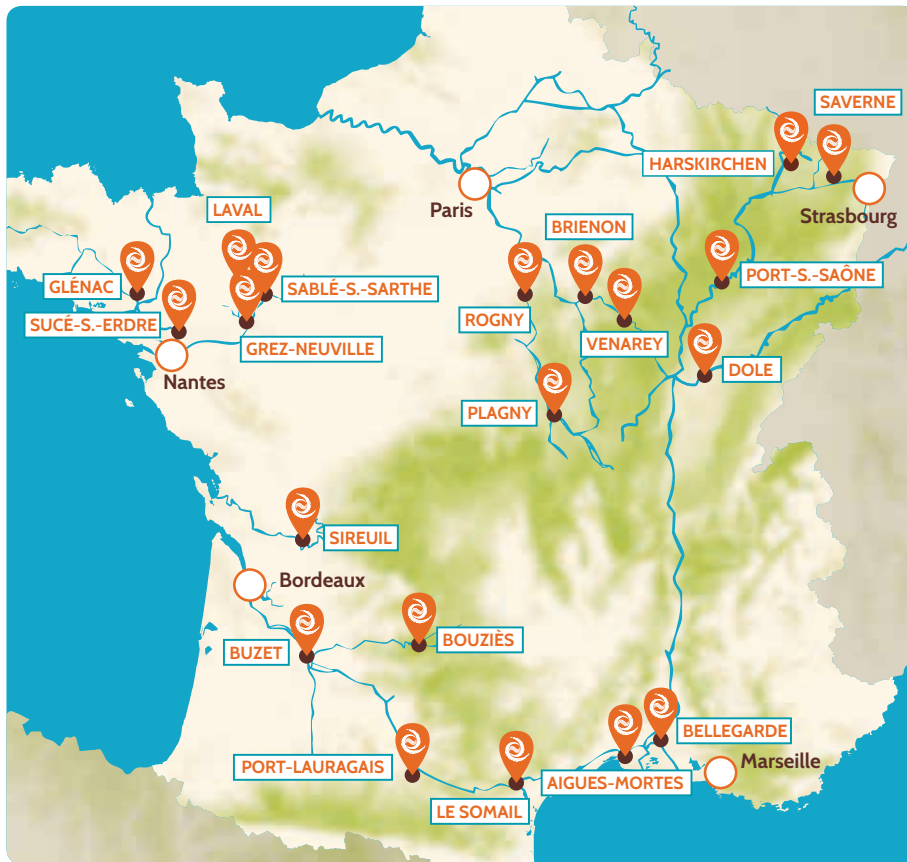 SAVERNE
HARSKIRCHEN
Paris
Strasbourg
LAVAL
BRIENON
GLÉNAC
SABLÉ-S.-SARTHE
PORT-S.-SAÔNE
ROGNY
SUCÉ-S.-ERDRE
GREZ-NEUVILLE
VENAREY
DOLE
Nantes
PLAGNY
SIREUIL
Bordeaux
BUZET
BOUZIÈS
BELLEGARDE
PORT-LAURAGAIS
Marseille
AIGUES-MORTES
LE SOMAIL